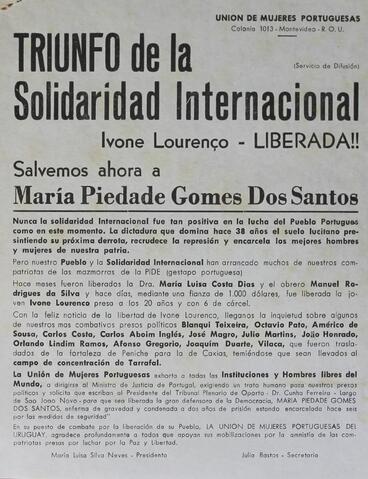 UNION DE MUJERES PORTUGUESAS
Colonia 1013 - Montevideo - R. O. U.
TRIUNFO de la
(Servicio de Difusión)
Solidaridad Internacional
Ivone Lourenço - LIBERADA!!
Salvemos ahora a
María Piedade Gomes Dos Santos
Nunca la solidaridad Internacional fue tan positiva en la lucha del Pueblo Portugues
como en este momento. La dictadura que domina hace 38 años el suelo lucitano pre-
sintiendo su próxima derrota, recrudece la represión y encarcela los mejores hombres
y mujeres de nuestra patria.
Pero nuestro Pueblo y la Solidaridad Internacional han arrancado muchos de nuestros com-
patriotas de las mazmorras de la PIDE (gestapo portuguesa)
Hace meses fueron liberados la Dra. María Luisa Costa Dias y el obrero Manuel Ro-
drigues da Silva y hace días, mediante una fianza de 1.000 dólares, fue liberada la jo-
ven Ivone Lourenco preso a los 20 años y con 6 de cárcel.
Con la feliz noticia de la libertad de Ivone Lourenco, lleganos la inquietud sobre algunos
de nuestros mas combativos presos políticos Blanqui Teixeira, Octavio Pato, Américo de
Sousa, Carlos Costa, Carlos Aboim Inglés, José Magro, Julio Martins, Jojo Honrado,
Orlando Lindim Ramos, Afonso Gregorio, Joaquim Duarte, Vilaca, que fueron tras-
ladados de la fortaleza de Peniche para la de Caxias, temiéndose que sean llevados al
campo de concentración de Tarrafal.
La Unión de Mujeres Portuguesas exhorta a todas las Instituciones y Hombres libres del
Mundo, a dirigirse al Ministro de Justicia de Portugal, exigiendo un trato humano para nuestros presos
políticos y solicita que escriban al Presidente del Tribunal Plenario de Oporto - Dr. Cunha Ferreira - Largo
de Sao Joao Novo - para que sea liberada la gran defensora de la Democracia, MARIA PIEDADE GOMES
DOS SANTOS, enferma de gravedad y condenada a dos años de prisión estando encarcelada hace seis
por las medidas de seguridad"
En su puesto de combate por la liberación de su Pueblo, LA UNION DE MUJERES PORTUGUESAS DEL
URUGUAY, agradece profundamente a todos que apoyan sus movilizaciones por la amnistía de las com-
patriotas presas por luchar por la Paz y Libertad.
María Luisa Silva Neves - Presidenta
Julia Bastos - Secretaria